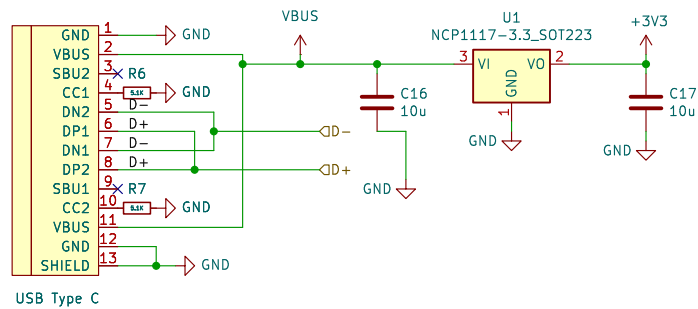 VBUS
U1
NCP1117-3.3_SOT223
+3V3
GND 1 GND
VBUS 2
SBU2 3 R6
CC1 4 5.1K GND
DN2 5 D-
DP1 6 D+
DN1 7 D-
DP2 8 D+
SBU1 9 R7
CC2 10 5.1K GND
VBUS 11
GND 12
SHIELD 13 GND
USB Type C
D-
D+
C16
10u
GND
3 VI VO 2
GND
1
GND
C17
10u
GND